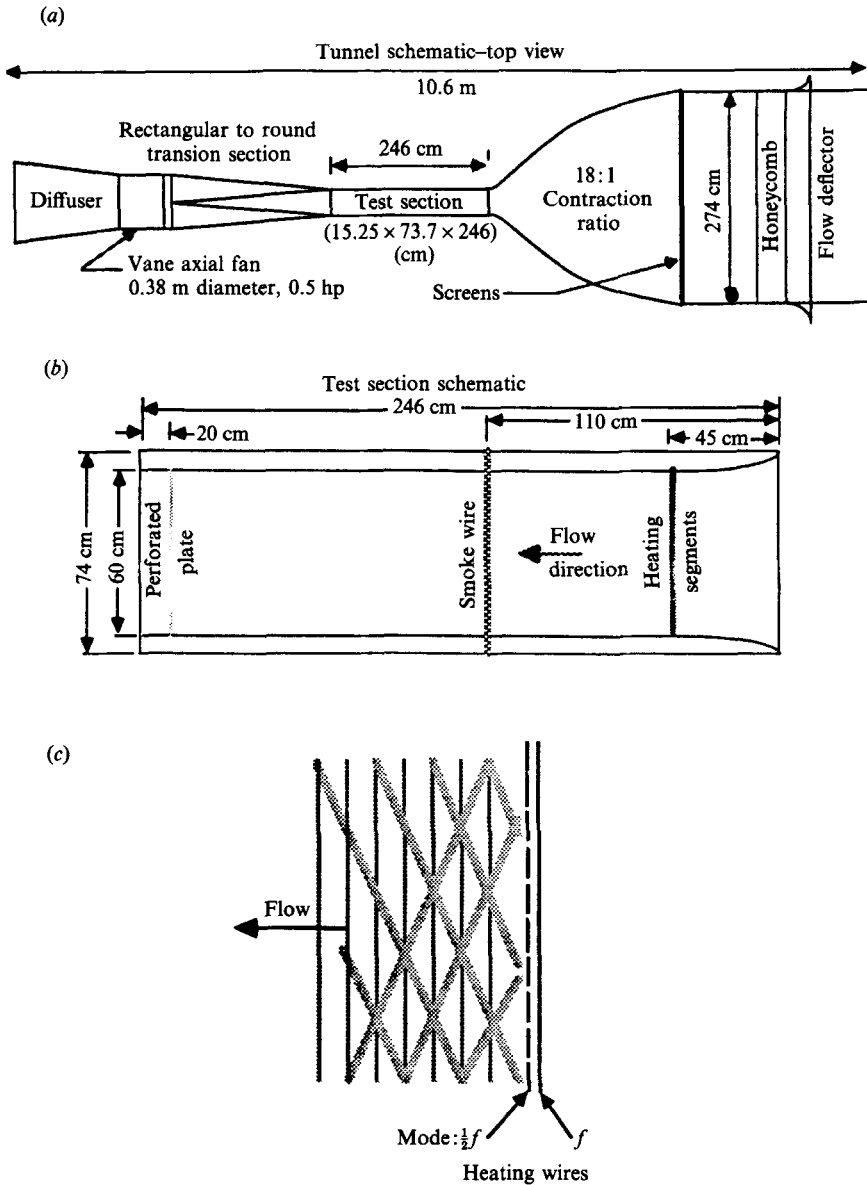 (a)
Tunnel schematic–top view
10.6 m
Rectangular to round
transion section
246 cm
Diffuser
Test section
(15.25 × 73.7 × 246)
(cm)
18:1
Contraction
ratio
274 cm
Honeycomb
Flow deflector
Vane axial fan
0.38 m diameter, 0.5 hp
Screens
(b)
Test section schematic
246 cm
110 cm
20 cm
45 cm
74 cm
60 cm
Perforated
plate
Smoke wire
Flow
direction
Heating
segments
(c)
Flow
Mode: ½f
f
Heating wires